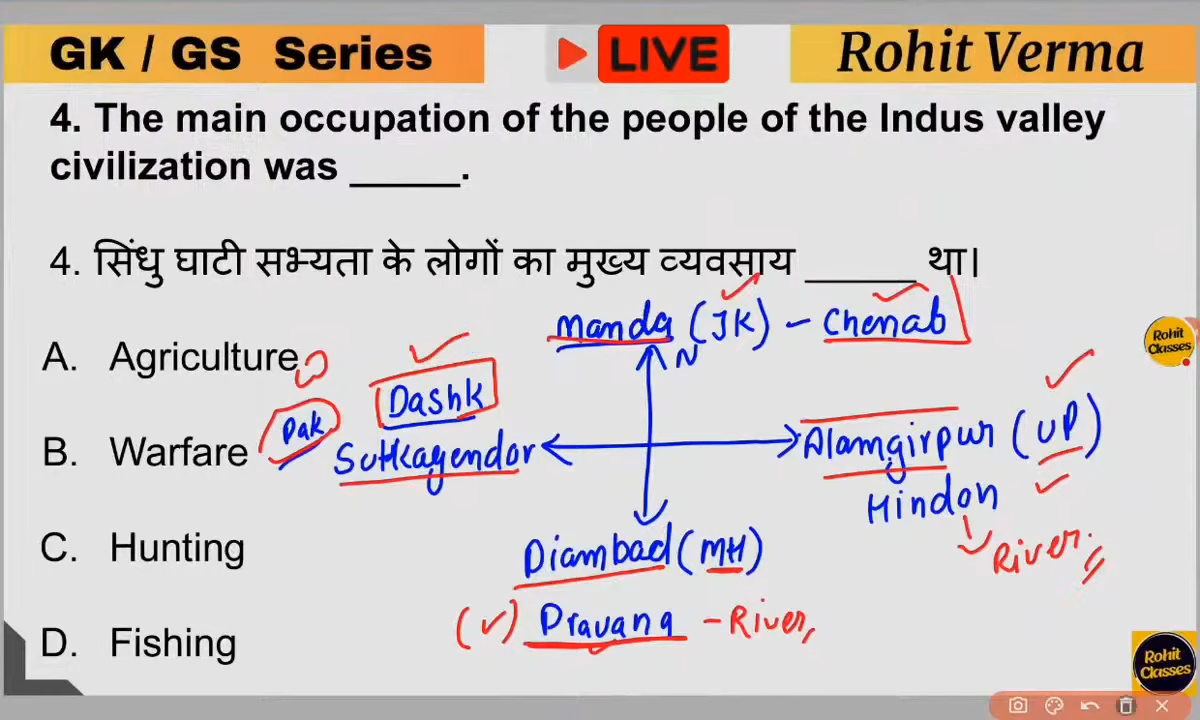 GK / GS Series
LIVE
Rohit Verma
4. The main occupation of the people of the Indus valley
civilization was _____.
4. सिंधु घाटी सभ्यता के लोगों का मुख्य व्यवसाय ______ था।
Manda (JK) - Chenab
N
A. Agriculture
Rohit
Classes
Dashk
Pak
B. Warfare
Sutkagendor
Alamgirpur (UP)
Hindon
River
C. Hunting
Diambad (MH)
(✓) Pravana - River,
D. Fishing
Rohit
Classes